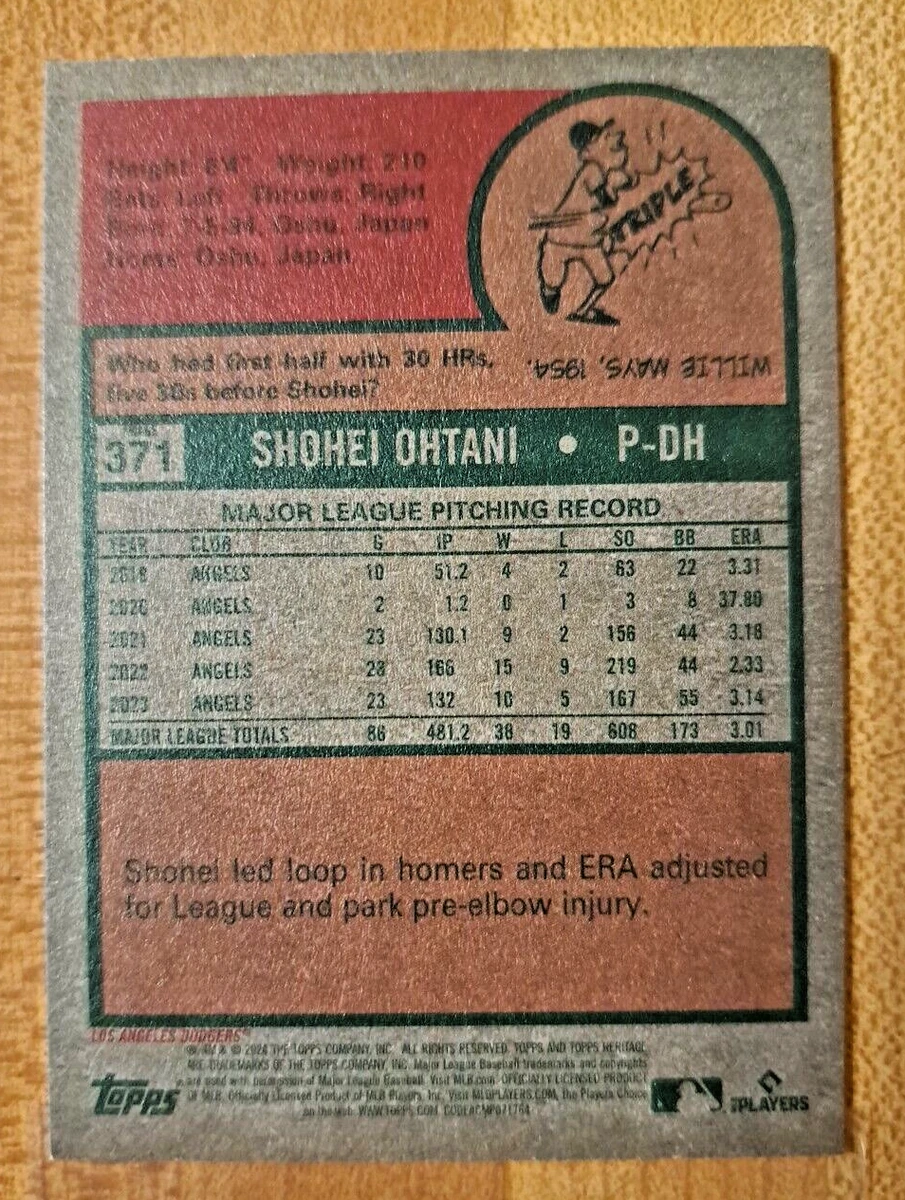 Height: 6'4" Weight: 210
Bats: Left Throws: Right
Born: 7-5-94, Oshu, Japan
Home: Oshu, Japan
TRIPLE
Who had first half with 30 HRs,
five 3Bs before Shohei?
WILLIE MAYS, 1954.
371 SHOHEI OHTANI • P-DH
MAJOR LEAGUE PITCHING RECORD
YEAR CLUB G IP W L SO BB ERA
2018 ANGELS 10 51.2 4 2 63 22 3.31
2020 ANGELS 2 1.2 0 1 3 8 37.80
2021 ANGELS 23 130.1 9 2 156 44 3.18
2022 ANGELS 28 166 15 9 219 44 2.33
2023 ANGELS 23 132 10 5 167 55 3.14
MAJOR LEAGUE TOTALS 86 481.2 38 19 608 173 3.01
Shohei led loop in homers and ERA adjusted
for League and park pre-elbow injury.
LOS ANGELES DODGERS®
® & © 2024 THE TOPPS COMPANY, INC. ALL RIGHTS RESERVED. TOPPS AND TOPPS HERITAGE
ARE TRADEMARKS OF THE TOPPS COMPANY, INC. Major League Baseball trademarks and copyrights
are used with permission of Major League Baseball. Visit MLB.com OFFICIALLY LICENSED PRODUCT
OF MLB. Officially Licensed Product of MLB Players, Inc. Visit MLBPLAYERS.COM, the Players Choice
on the web. WWW.TOPPS.COM CODE#CMP071764
topps
PLAYERS